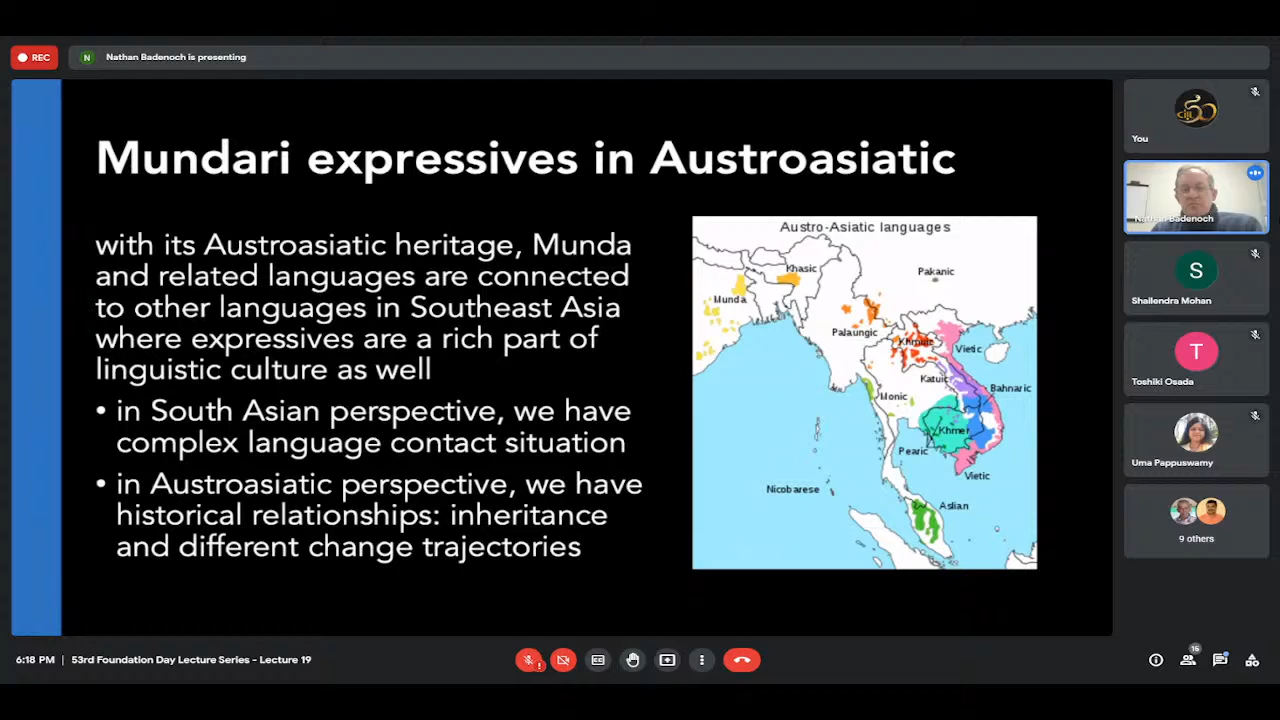 REC
N
Nathan Badenoch is presenting
Mundari expressives in Austroasiatic
with its Austroasiatic heritage, Munda
and related languages are connected
to other languages in Southeast Asia
where expressives are a rich part of
linguistic culture as well
• in South Asian perspective, we have
complex language contact situation
• in Austroasiatic perspective, we have
historical relationships: inheritance
and different change trajectories
Austro-Asiatic languages
Khasic
Pakanic
Munda
Palaungic
Khmuic
Vietic
Katuic
Bahnaric
Monic
Khmer
Pearic
Vietic
Nicobarese
Aslian
You
Nathan Badenoch
S
Shailendra Mohan
T
Toshiki Osada
Uma Pappuswamy
9 others
6:18 PM | 53rd Foundation Day Lecture Series - Lecture 19
15